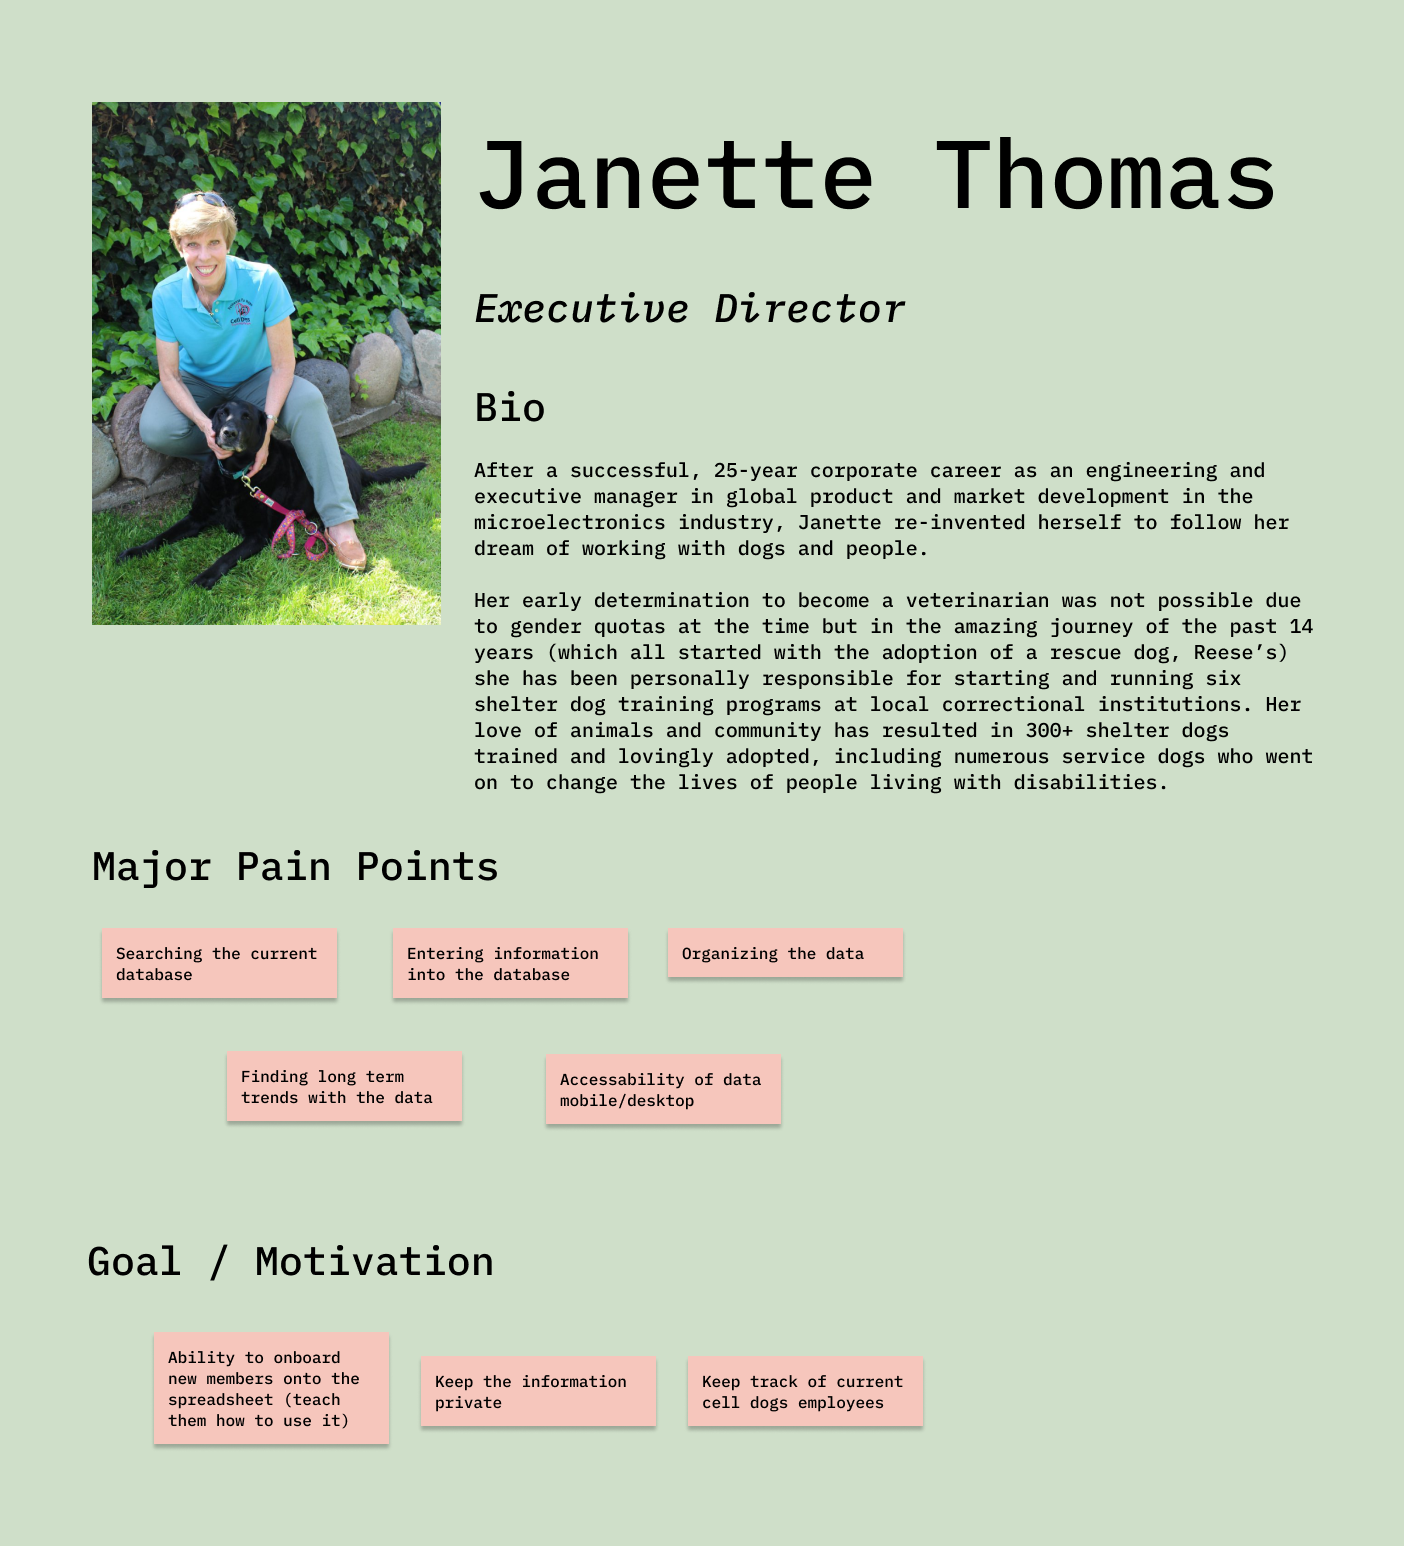 Janette Thomas
Executive Director
Bio
After a successful, 25-year corporate career as an engineering and
executive manager in global product and market development in the
microelectronics industry, Janette re-invented herself to follow her
dream of working with dogs and people.
Her early determination to become a veterinarian was not possible due
to gender quotas at the time but in the amazing journey of the past 14
years (which all started with the adoption of a rescue dog, Reese’s)
she has been personally responsible for starting and running six
shelter dog training programs at local correctional institutions. Her
love of animals and community has resulted in 300+ shelter dogs
trained and lovingly adopted, including numerous service dogs who went
on to change the lives of people living with disabilities.
Major Pain Points
Searching the current
database
Entering information
into the database
Organizing the data
Finding long term
trends with the data
Accessability of data
mobile/desktop
Goal / Motivation
Ability to onboard
new members onto the
spreadsheet (teach
them how to use it)
Keep the information
private
Keep track of current
cell dogs employees